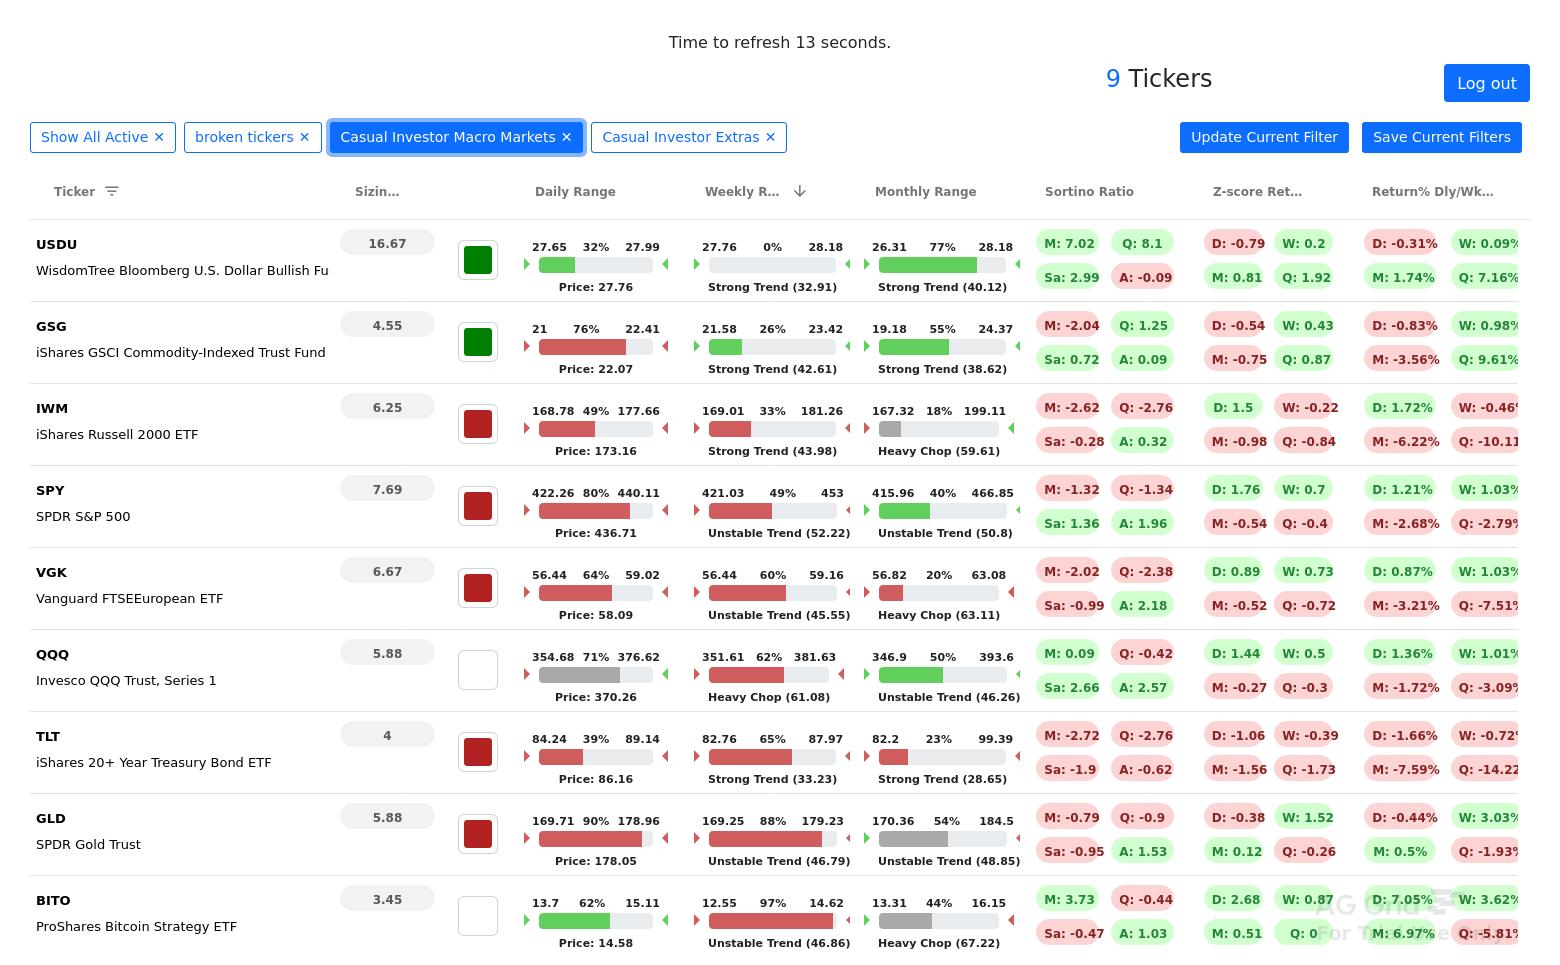 Time to refresh 13 seconds.
9 Tickers
Log out
Show All Active ✕ broken tickers ✕ Casual Investor Macro Markets ✕ Casual Investor Extras ✕ Update Current Filter Save Current Filters
Ticker Sizin... Daily Range Weekly R... Monthly Range Sortino Ratio Z-score Ret... Return% Dly/Wk...
USDU 16.67 M: 7.02 Q: 8.1 D: -0.79 W: 0.2 D: -0.31% W: 0.09%
27.65 32% 27.99 27.76 0% 28.18 26.31 77% 28.18
WisdomTree Bloomberg U.S. Dollar Bullish Fu Sa: 2.99 A: -0.09 M: 0.81 Q: 1.92 M: 1.74% Q: 7.16%
Price: 27.76 Strong Trend (32.91) Strong Trend (40.12)
GSG 4.55 M: -2.04 Q: 1.25 D: -0.54 W: 0.43 D: -0.83% W: 0.98%
21 76% 22.41 21.58 26% 23.42 19.18 55% 24.37
iShares GSCI Commodity-Indexed Trust Fund Sa: 0.72 A: 0.09 M: -0.75 Q: 0.87 M: -3.56% Q: 9.61%
Price: 22.07 Strong Trend (42.61) Strong Trend (38.62)
IWM 6.25 M: -2.62 Q: -2.76 D: 1.5 W: -0.22 D: 1.72% W: -0.46%
168.78 49% 177.66 169.01 33% 181.26 167.32 18% 199.11
iShares Russell 2000 ETF Sa: -0.28 A: 0.32 M: -0.98 Q: -0.84 M: -6.22% Q: -10.11
Price: 173.16 Strong Trend (43.98) Heavy Chop (59.61)
SPY 7.69 M: -1.32 Q: -1.34 D: 1.76 W: 0.7 D: 1.21% W: 1.03%
422.26 80% 440.11 421.03 49% 453 415.96 40% 466.85
SPDR S&P 500 Sa: 1.36 A: 1.96 M: -0.54 Q: -0.4 M: -2.68% Q: -2.79%
Price: 436.71 Unstable Trend (52.22) Unstable Trend (50.8)
VGK 6.67 M: -2.02 Q: -2.38 D: 0.89 W: 0.73 D: 0.87% W: 1.03%
56.44 64% 59.02 56.44 60% 59.16 56.82 20% 63.08
Vanguard FTSEEuropean ETF Sa: -0.99 A: 2.18 M: -0.52 Q: -0.72 M: -3.21% Q: -7.51%
Price: 58.09 Unstable Trend (45.55) Heavy Chop (63.11)
QQQ 5.88 M: 0.09 Q: -0.42 D: 1.44 W: 0.5 D: 1.36% W: 1.01%
354.68 71% 376.62 351.61 62% 381.63 346.9 50% 393.6
Invesco QQQ Trust, Series 1 Sa: 2.66 A: 2.57 M: -0.27 Q: -0.3 M: -1.72% Q: -3.09%
Price: 370.26 Heavy Chop (61.08) Unstable Trend (46.26)
TLT 4 M: -2.72 Q: -2.76 D: -1.06 W: -0.39 D: -1.66% W: -0.72%
84.24 39% 89.14 82.76 65% 87.97 82.2 23% 99.39
iShares 20+ Year Treasury Bond ETF Sa: -1.9 A: -0.62 M: -1.56 Q: -1.73 M: -7.59% Q: -14.22
Price: 86.16 Strong Trend (33.23) Strong Trend (28.65)
GLD 5.88 M: -0.79 Q: -0.9 D: -0.38 W: 1.52 D: -0.44% W: 3.03%
169.71 90% 178.96 169.25 88% 179.23 170.36 54% 184.5
SPDR Gold Trust Sa: -0.95 A: 1.53 M: 0.12 Q: -0.26 M: 0.5% Q: -1.93%
Price: 178.05 Unstable Trend (46.79) Unstable Trend (48.85)
BITO 3.45 M: 3.73 Q: -0.44 D: 2.68 W: 0.87 D: 7.05% W: 3.62%
13.7 62% 15.11 12.55 97% 14.62 13.31 44% 16.15
AG Grid
ProShares Bitcoin Strategy ETF Sa: -0.47 A: 1.03 M: 0.51 Q: 0 M: 6.97% Q: -5.81%
For Trial Use Only
Price: 14.58 Unstable Trend (46.86) Heavy Chop (67.22)